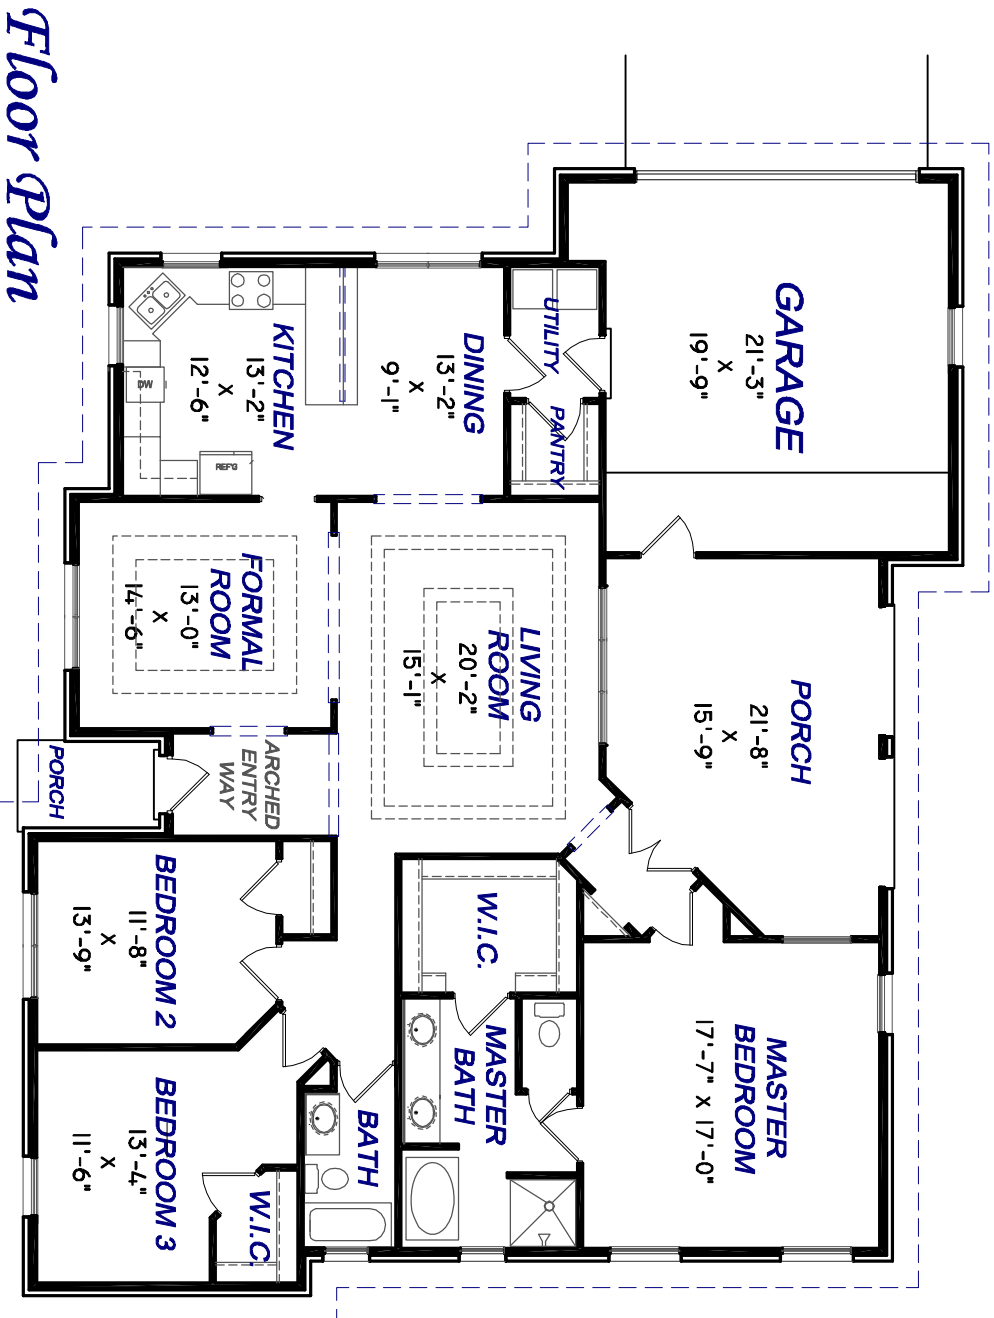 Floor Plan
GARAGE
21'-3"
X
19'-9"
UTILITY
PANTRY
DINING
13'-2"
X
9'-1"
KITCHEN
13'-2"
X
12'-6"
DW
REF'G
PORCH
21'-8"
X
15'-9"
LIVING
ROOM
20'-2"
X
15'-1"
FORMAL
ROOM
13'-0"
X
14'-6"
ARCHED
ENTRY
WAY
PORCH
MASTER
BEDROOM
17'-7" X 17'-0"
W.I.C.
MASTER
BATH
BATH
BEDROOM 2
11'-8"
X
13'-9"
BEDROOM 3
13'-4"
X
11'-6"
W.I.C.